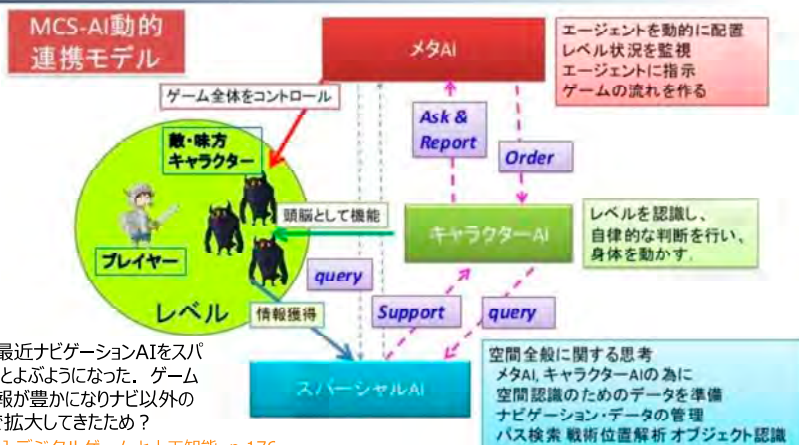 MCS-AI動的
連携モデル
メタAI
エージェントを動的に配置
レベル状況を監視
エージェントに指示
ゲームの流れを作る
ゲーム全体をコントロール
敵・味方
キャラクター
Ask &
Report
Order
頭脳として機能
キャラクターAI
レベルを認識し、
自律的な判断を行い、
身体を動かす.
プレイヤー
query
レベル
情報獲得
Support
query
最近ナビゲーションAIをスパ
とよぶようになった. ゲーム
報が豊かになりナビ以外の
で拡大してきたため？
スパーシャルAI
空間全般に関する思考
メタAI, キャラクターAIの為に
空間認識のためのデータを準備
ナビゲーション・データの管理
パス検索 戦術位置解析 オブジェクト認識